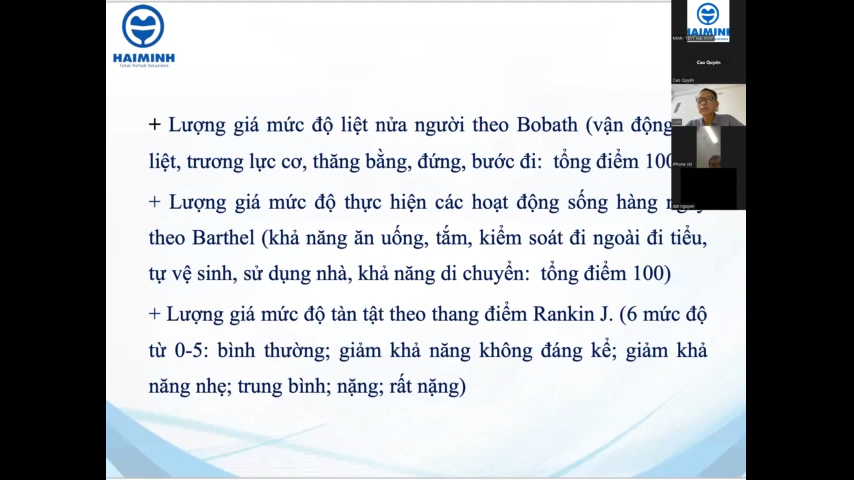 HAIMINH
Total Rehab Solutions
+ Lượng giá mức độ liệt nửa người theo Bobath (vận động
liệt, trương lực cơ, thăng bằng, đứng, bước đi: tổng điểm 100
+ Lượng giá mức độ thực hiện các hoạt động sống hàng
theo Barthel (khả năng ăn uống, tắm, kiểm soát đi ngoài đi tiểu,
tự vệ sinh, sử dụng nhà, khả năng di chuyển: tổng điểm 100)
+ Lượng giá mức độ tàn tật theo thang điểm Rankin J. (6 mức độ
từ 0-5: bình thường; giảm khả năng không đáng kể; giảm khả
năng nhẹ; trung bình; nặng; rất nặng)
HAIMINH
Cao Quyên
Cao Quyên
iPhone
dat nguyen